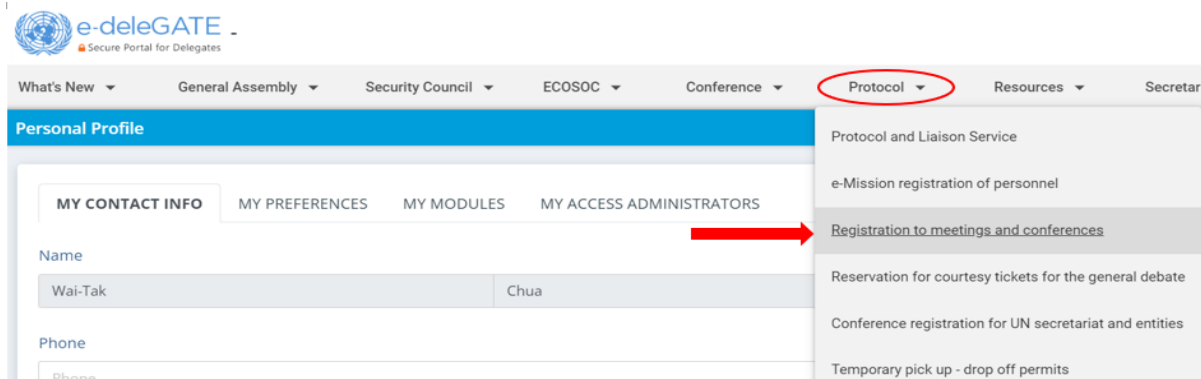 e-deleGATE -
Secure Portal for Delegates
What's New General Assembly Security Council ECOSOC Conference Protocol Resources Secretar
Personal Profile
Protocol and Liaison Service
e-Mission registration of personnel
MY CONTACT INFO MY PREFERENCES MY MODULES MY ACCESS ADMINISTRATORS
Registration to meetings and conferences
Name
Reservation for courtesy tickets for the general debate
Wai-Tak Chua
Conference registration for UN secretariat and entities
Phone
Temporary pick up - drop off permits
Phone